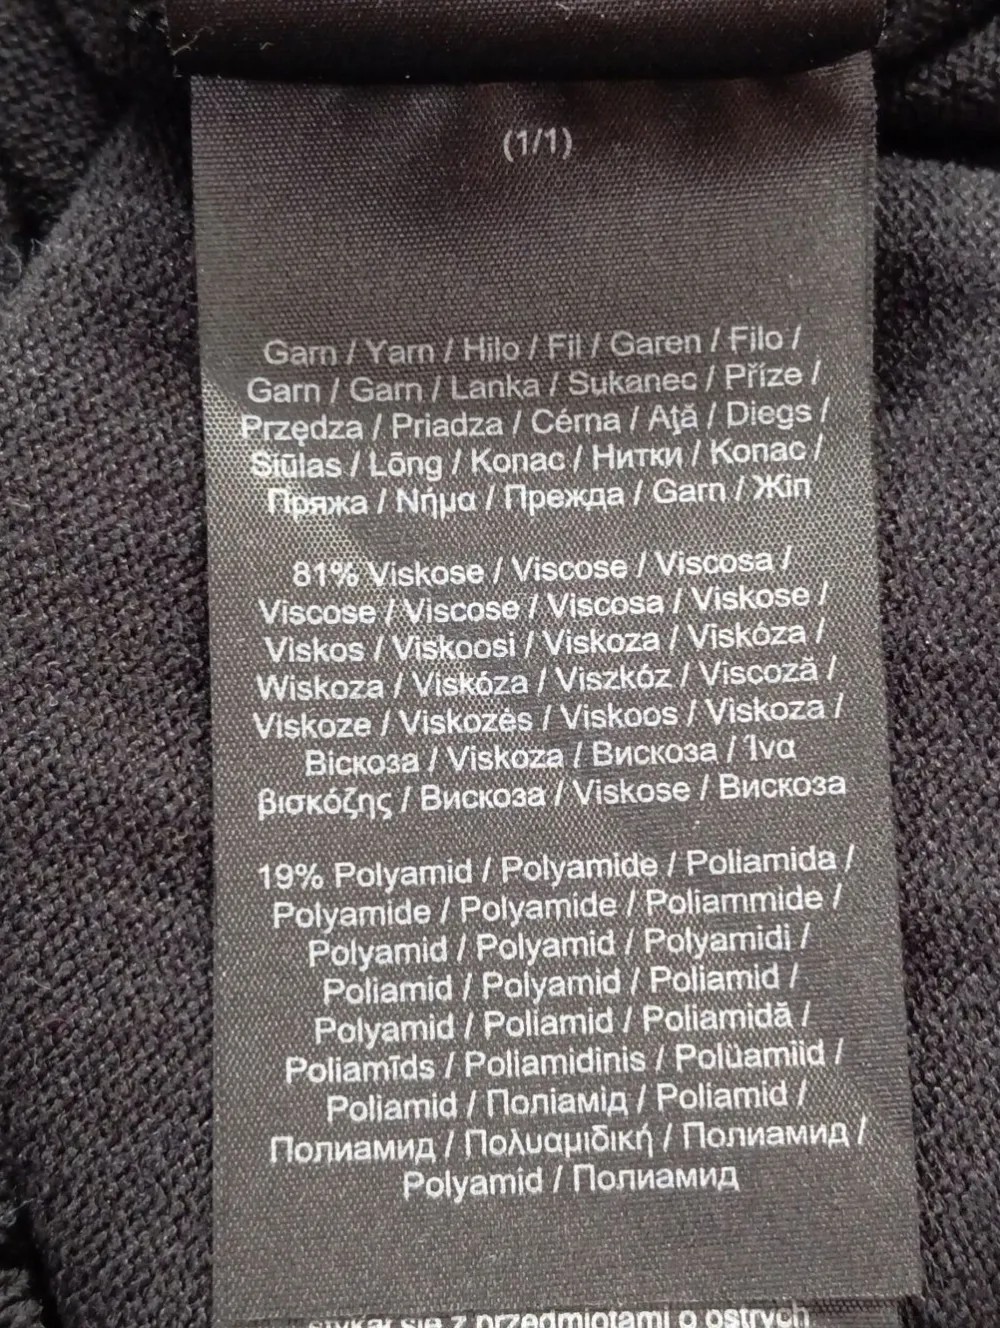 (1/1)
Garn / Yarn / Hilo / Fil / Garen / Filo /
Garn / Garn / Lanka / Sukanec / Příze /
Przędza / Priadza / Cérna / Aţă / Diegs /
Siūlas / Lõng / Konac / Нитки / Konac /
Пряжа / Νήμα / Прежда / Garn / Жіп
81% Viskose / Viscose / Viscosa /
Viscose / Viscose / Viscosa / Viskose /
Viskos / Viskoosi / Viskoza / Viskóza /
Wiskoza / Viskóza / Viszkóz / Viscoză /
Viskoze / Viskozės / Viskoos / Viskoza /
Віскоза / Viskoza / Вискоза / Ίνα
βισκόζης / Вискоза / Viskose / Вискоза
19% Polyamid / Polyamide / Poliamida /
Polyamide / Polyamide / Poliammide /
Polyamid / Polyamid / Polyamidi /
Poliamid / Polyamid / Poliamid /
Polyamid / Poliamid / Poliamidă /
Poliamīds / Poliamidinis / Polüamiid /
Poliamid / Поліамід / Poliamid /
Полиамид / Πολυαμιδική / Полиамид /
Polyamid / Полиамид
stykać się z przedmiotami o ostrych